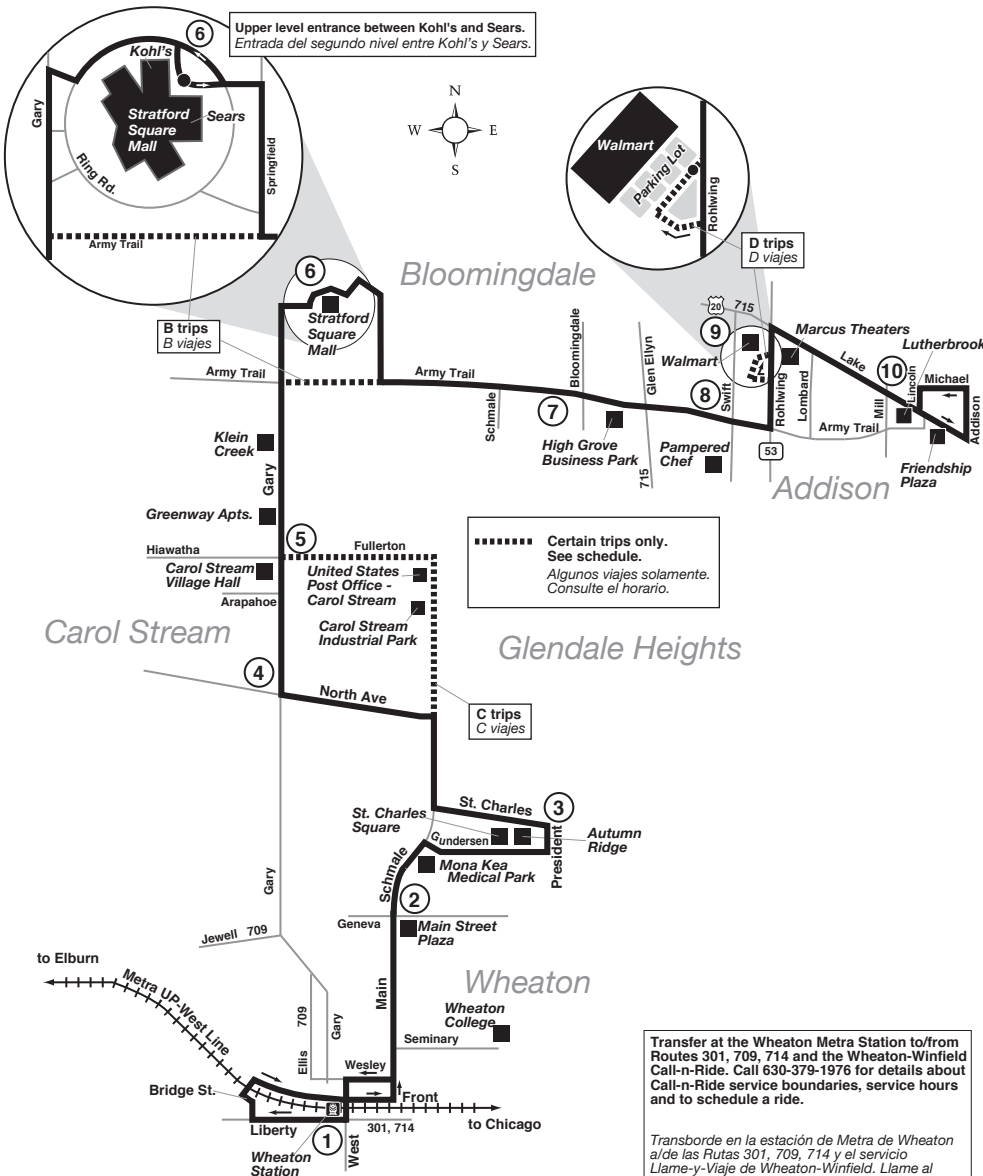 6
Upper level entrance between Kohl's and Sears.
Entrada del segundo nivel entre Kohl's y Sears.
Kohl's
Stratford
Square
Mall
Sears
Gary
Ring Rd.
Springfield
Army Trail
N
W E
S
Walmart
Parking Lot
Rohlwing
D trips
D viajes
Bloomingdale
6
Stratford
Square
Mall
B trips
B viajes
Army Trail
Army Trail
Schmale
7
Bloomingdale
High Grove
Business Park
Glen Ellyn
715
Pampered
Chef
8
Swift
20
715
9
Walmart
Rohlwing
53
Marcus Theaters
Lombard
Lake
Army Trail
Mill
10
Lincoln
Lutherbrook
Michael
Addison
Friendship
Plaza
Addison
Klein
Creek
Gary
Greenway Apts.
5
Hiawatha
Fullerton
Carol Stream
Village Hall
Arapahoe
United States
Post Office -
Carol Stream
Carol Stream
Industrial Park
Certain trips only.
See schedule.
Algunos viajes solamente.
Consulte el horario.
Carol Stream
Glendale Heights
4
North Ave
C trips
C viajes
St. Charles
3
St. Charles
Square
Gundersen
Autumn
Ridge
President
Schmale
Mona Kea
Medical Park
2
Geneva
Main Street
Plaza
Gary
Jewell 709
to Elburn
Metra UP-West Line
Main
Wheaton
Wheaton
College
Seminary
709
Ellis
Gary
Wesley
Bridge St.
Front
to Chicago
Liberty
301, 714
1
West
Wheaton
Station
Transfer at the Wheaton Metra Station to/from
Routes 301, 709, 714 and the Wheaton-Winfield
Call-n-Ride. Call 630-379-1976 for details about
Call-n-Ride service boundaries, service hours
and to schedule a ride.
Transborde en la estación de Metra de Wheaton
a/de las Rutas 301, 709, 714 y el servicio
Llame-y-Viaje de Wheaton-Winfield. Llame al